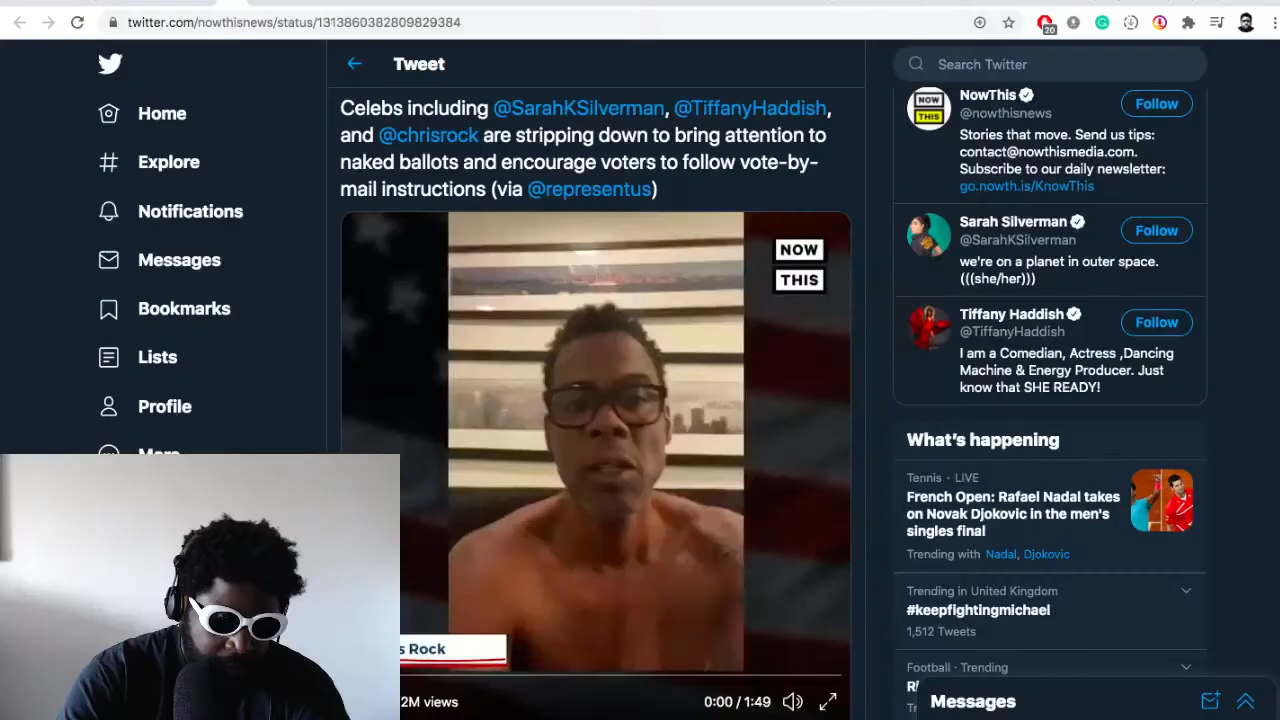 twitter.com/nowthisnews/status/1313860382809829384
20
Home
Explore
Notifications
Messages
Bookmarks
Lists
Profile
More
Tweet
Celebs including @SarahKSilverman, @TiffanyHaddish,
and @chrisrock are stripping down to bring attention to
naked ballots and encourage voters to follow vote-by-
mail instructions (via @representus)
NOW
THIS
s Rock
2M views
0:00 / 1:49
Search Twitter
NOW
THIS
NowThis
@nowthisnews
Follow
Stories that move. Send us tips:
contact@nowthismedia.com.
Subscribe to our daily newsletter:
go.nowth.is/KnowThis
Sarah Silverman
@SarahKSilverman
Follow
we're on a planet in outer space.
(((she/her)))
Tiffany Haddish
@TiffanyHaddish
Follow
I am a Comedian, Actress ,Dancing
Machine & Energy Producer. Just
know that SHE READY!
What's happening
Tennis · LIVE
French Open: Rafael Nadal takes
on Novak Djokovic in the men's
singles final
Trending with Nadal, Djokovic
Trending in United Kingdom
#keepfightingmichael
1,512 Tweets
Football · Trending
Messages